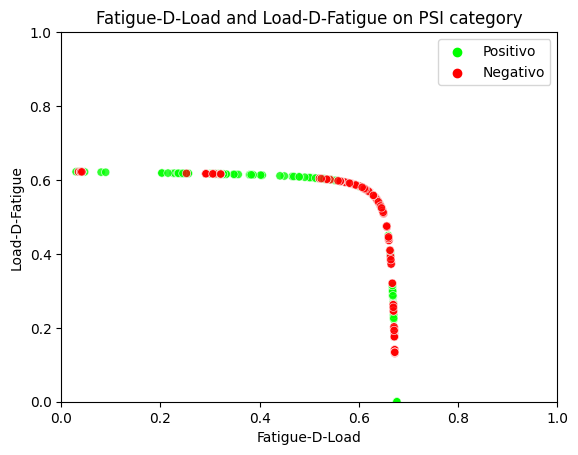 Fatigue-D-Load and Load-D-Fatigue on PSI category
Positivo
Negativo
1.0
0.8
0.6
0.4
0.2
0.0
Load-D-Fatigue
0.0 0.2 0.4 0.6 0.8 1.0
Fatigue-D-Load